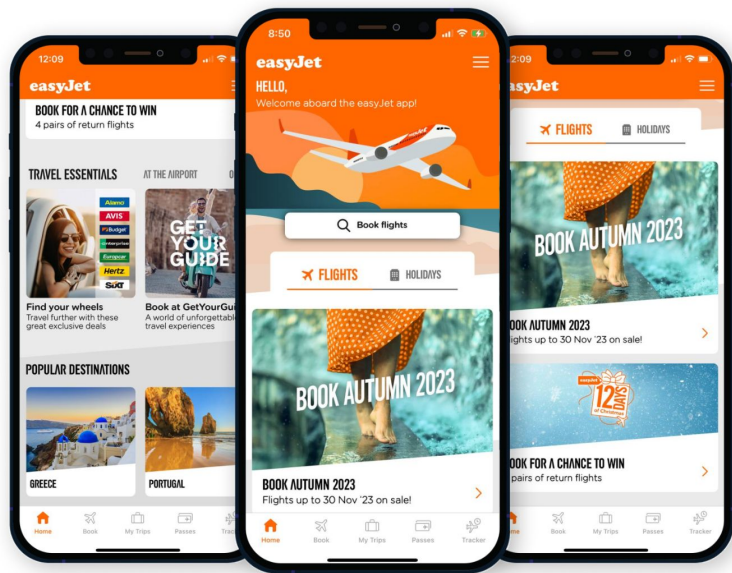 12:09
easyJet
BOOK FOR A CHANCE TO WIN
4 pairs of return flights
TRAVEL ESSENTIALS
AT THE AIRPORT
O
Alamo
AVIS
Budget
enterprise
Europcar
Hertz
SIXT
GET
YOUR
GUIDE
Find your wheels
Travel further with these
great exclusive deals
Book at GetYourGui
A world of unforgettabl
travel experiences
POPULAR DESTINATIONS
GREECE
PORTUGAL
Home
Book
My Trips
Passes
Track
8:50
easyJet
HELLO,
Welcome aboard the easyJet app!
easyJet
Book flights
FLIGHTS
HOLIDAYS
BOOK AUTUMN 2023
BOOK AUTUMN 2023
Flights up to 30 Nov '23 on sale!
Home
Book
My Trips
Passes
Tracker
2:09
asyJet
FLIGHTS
HOLIDAYS
BOOK AUTUMN 2023
OOK AUTUMN 2023
lights up to 30 Nov '23 on sale!
easyJet
12
DAYS
of Christmas
OOK FOR A CHANCE TO WIN
pairs of return flights
Home
Book
My Trips
Passes
Tracker